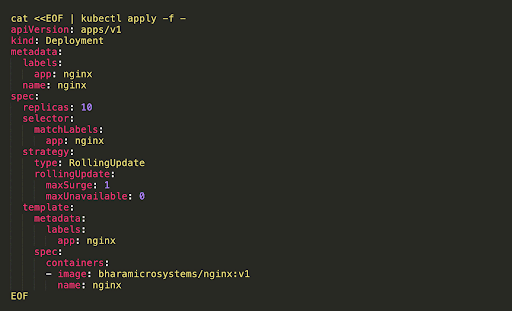 cat <<EOF | kubectl apply -f -
apiVersion: apps/v1
kind: Deployment
metadata:
  labels:
    app: nginx
  name: nginx
spec:
  replicas: 10
  selector:
    matchLabels:
      app: nginx
  strategy:
    type: RollingUpdate
    rollingUpdate:
      maxSurge: 1
      maxUnavailable: 0
  template:
    metadata:
      labels:
        app: nginx
    spec:
      containers:
      - image: bharamicrosystems/nginx:v1
        name: nginx
EOF